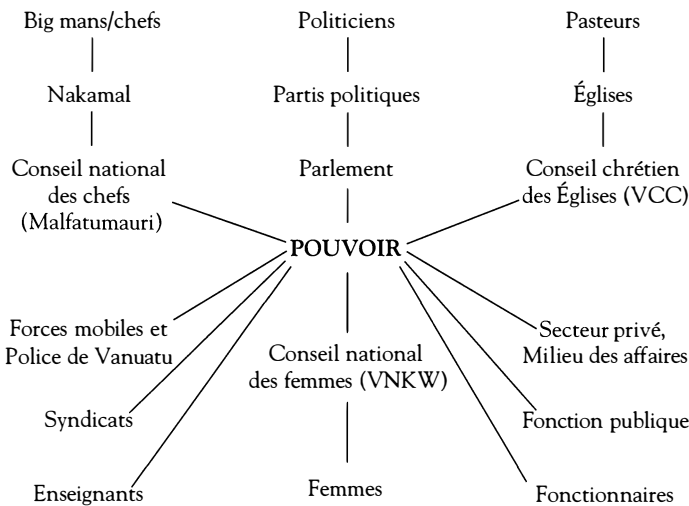 Big mans/chefs
Politiciens
Pasteurs
Nakamal
Partis politiques
Églises
Conseil national
des chefs
(Malfatumauri)
Parlement
Conseil chrétien
des Églises (VCC)
POUVOIR
Forces mobiles et
Police de Vanuatu
Conseil national
des femmes (VNKW)
Secteur privé,
Milieu des affaires
Syndicats
Fonction publique
Enseignants
Femmes
Fonctionnaires